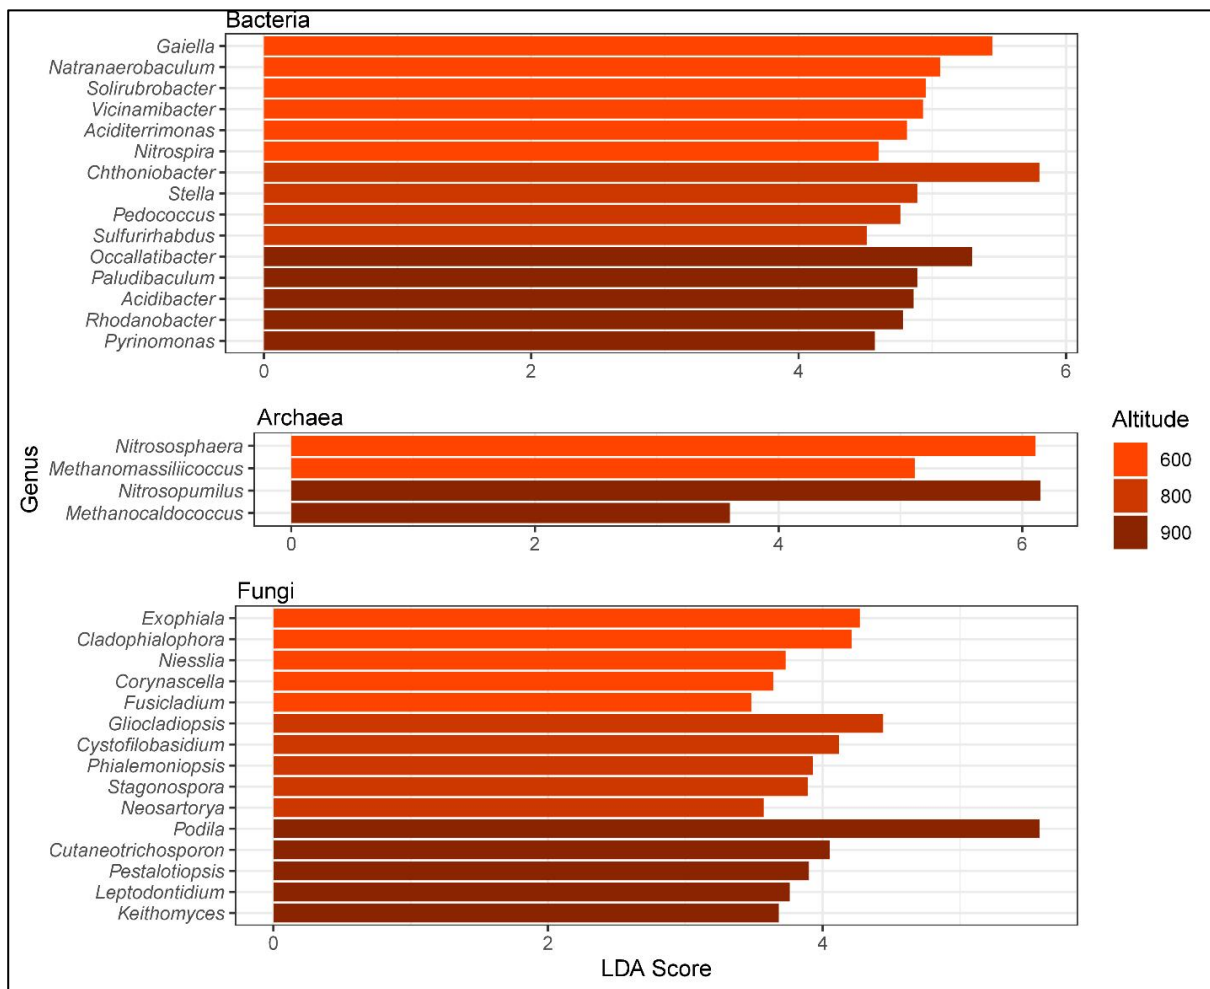 Bacteria
Gaiella
Natranaerobaculum
Solirubrobacter
Vicinamibacter
Aciditerrimonas
Nitrospira
Chthoniobacter
Stella
Pedococcus
Sulfurirhabdus
Occallatibacter
Paludibaculum
Acidibacter
Rhodanobacter
Pyrinomonas
0 2 4 6
Archaea
Nitrososphaera
Methanomassiliicoccus
Nitrosopumilus
Methanocaldococcus
0 2 4 6
Genus
Altitude
600
800
900
Fungi
Exophiala
Cladophialophora
Niesslia
Corynascella
Fusicladium
Gliocladiopsis
Cystofilobasidium
Phialemoniopsis
Stagonospora
Neosartorya
Podila
Cutaneotrichosporon
Pestalotiopsis
Leptodontidium
Keithomyces
0 2 4
LDA Score